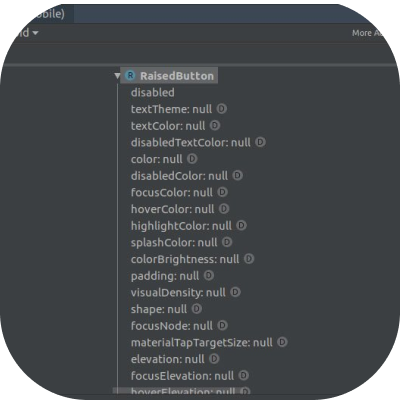 bile)
More A
RaisedButton
disabled
textTheme: null
textColor: null
disabledTextColor: null
color: null
disabledColor: null
focusColor: null
hoverColor: null
highlightColor: null
splashColor: null
colorBrightness: null
padding: null
visualDensity: null
shape: null
focusNode: null
materialTapTargetSize: null
elevation: null
focusElevation: null
hoverElevation: null